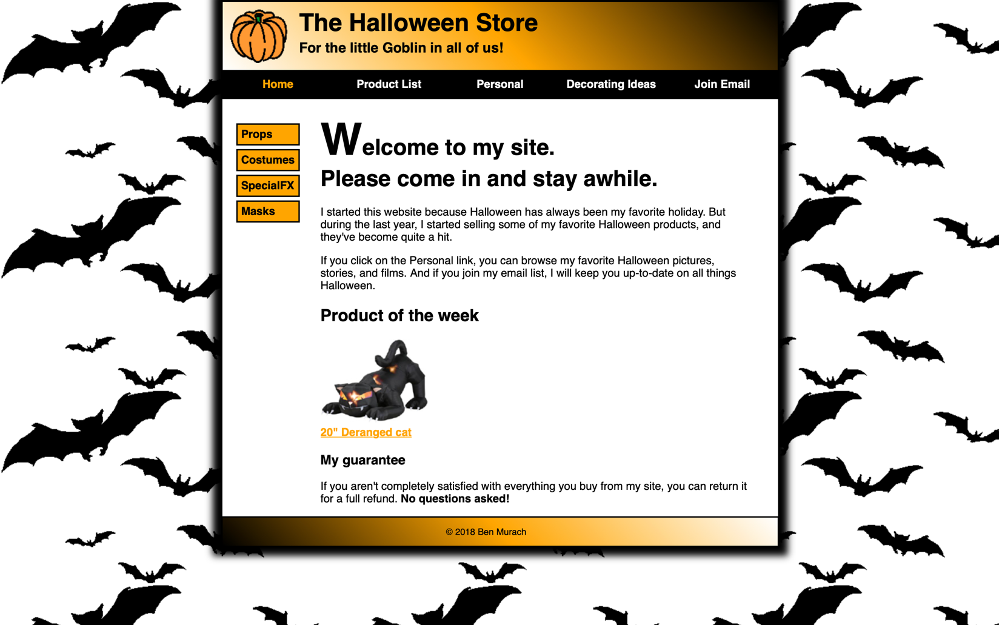 The Halloween Store
For the little Goblin in all of us!
Home Product List Personal Decorating Ideas Join Email
Props
Costumes
SpecialFX
Masks
Welcome to my site.
Please come in and stay awhile.
I started this website because Halloween has always been my favorite holiday. But
during the last year, I started selling some of my favorite Halloween products, and
they've become quite a hit.
If you click on the Personal link, you can browse my favorite Halloween pictures,
stories, and films. And if you join my email list, I will keep you up-to-date on all things
Halloween.
Product of the week
20" Deranged cat
My guarantee
If you aren't completely satisfied with everything you buy from my site, you can return it
for a full refund. No questions asked!
© 2018 Ben Murach